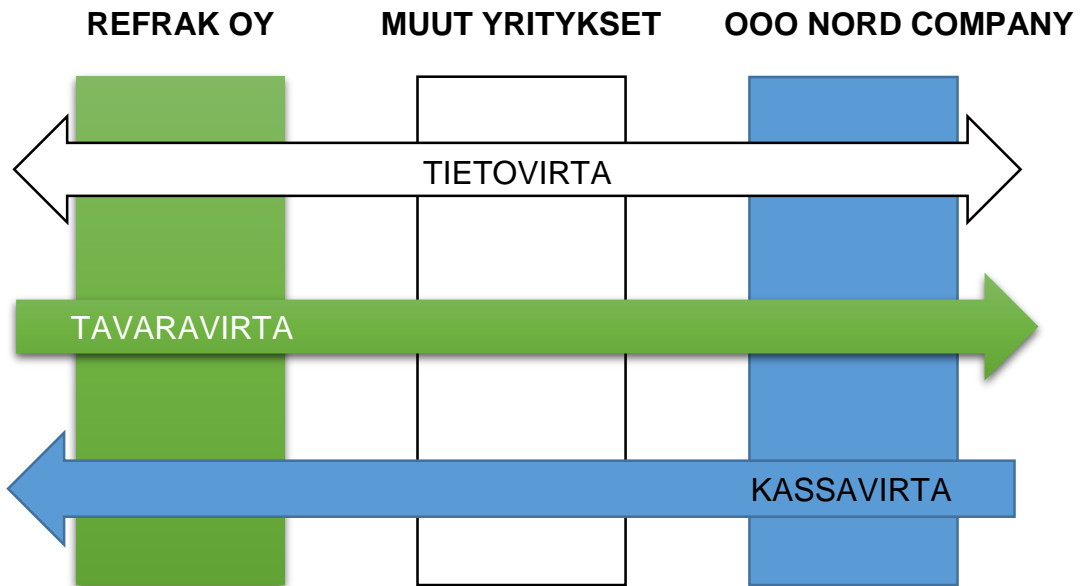 REFRAK OY MUUT YRITYKSET OOO NORD COMPANY
TIETOVIRTA
TAVARAVIRTA
KASSAVIRTA